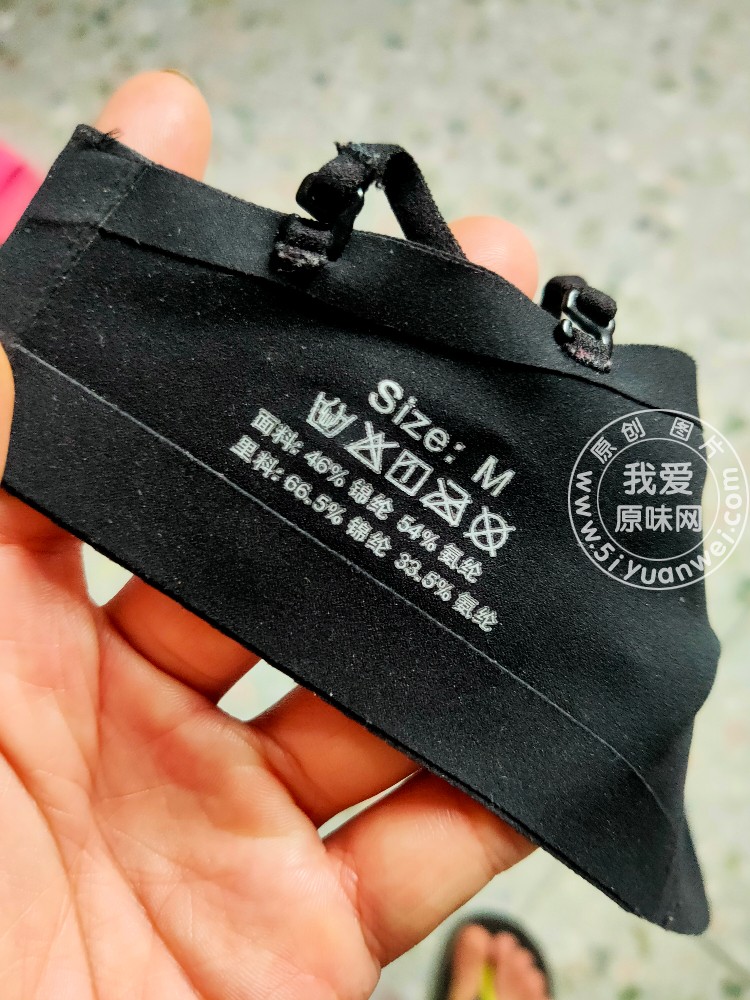 Size: M
面料: 46% 锦纶 54% 氨纶
里料: 66.5% 锦纶 33.5% 氨纶
原创图片
我爱
原味网
www.5iyuanwei.com